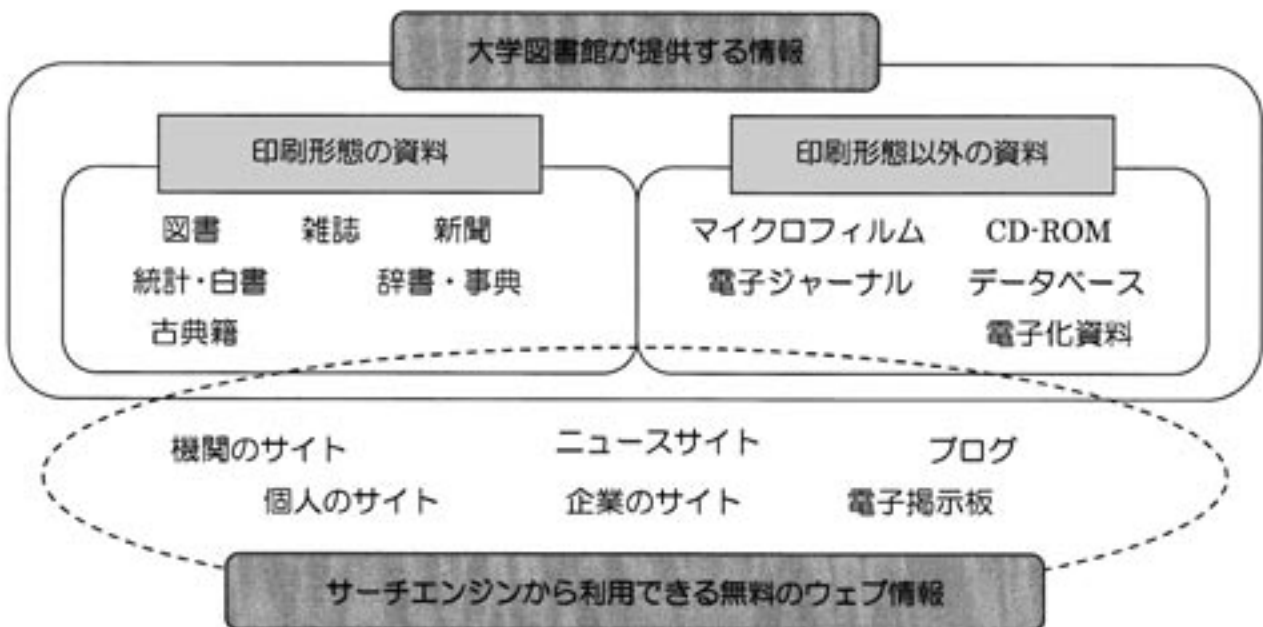 大学図書館が提供する情報
印刷形態の資料
図書 雑誌 新聞
統計・白書 辞書・事典
古典籍
印刷形態以外の資料
マイクロフィルム CD-ROM
電子ジャーナル データベース
電子化資料
機関のサイト ニュースサイト ブログ
個人のサイト 企業のサイト 電子掲示板
サーチエンジンから利用できる無料のウェブ情報